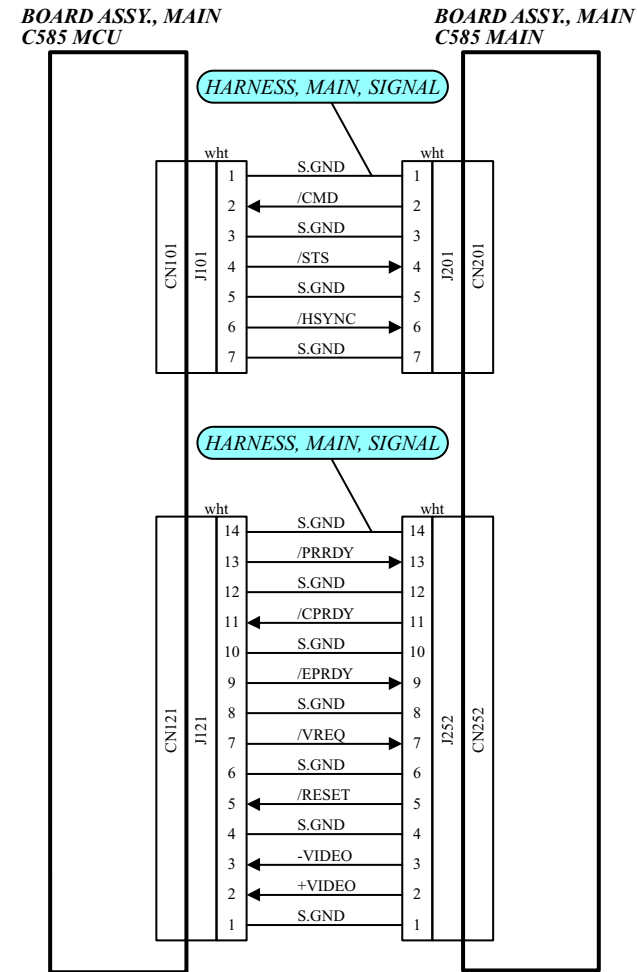 BOARD ASSY., MAIN
C585 MCU
BOARD ASSY., MAIN
C585 MAIN
HARNESS, MAIN, SIGNAL
wht
wht
CN101
J101
J201
CN201
1 S.GND 1
2 /CMD 2
3 S.GND 3
4 /STS 4
5 S.GND 5
6 /HSYNC 6
7 S.GND 7
HARNESS, MAIN, SIGNAL
wht
wht
CN121
J121
J252
CN252
14 S.GND 14
13 /PRRDY 13
12 S.GND 12
11 /CPRDY 11
10 S.GND 10
9 /EPRDY 9
8 S.GND 8
7 /VREQ 7
6 S.GND 6
5 /RESET 5
4 S.GND 4
3 -VIDEO 3
2 +VIDEO 2
1 S.GND 1